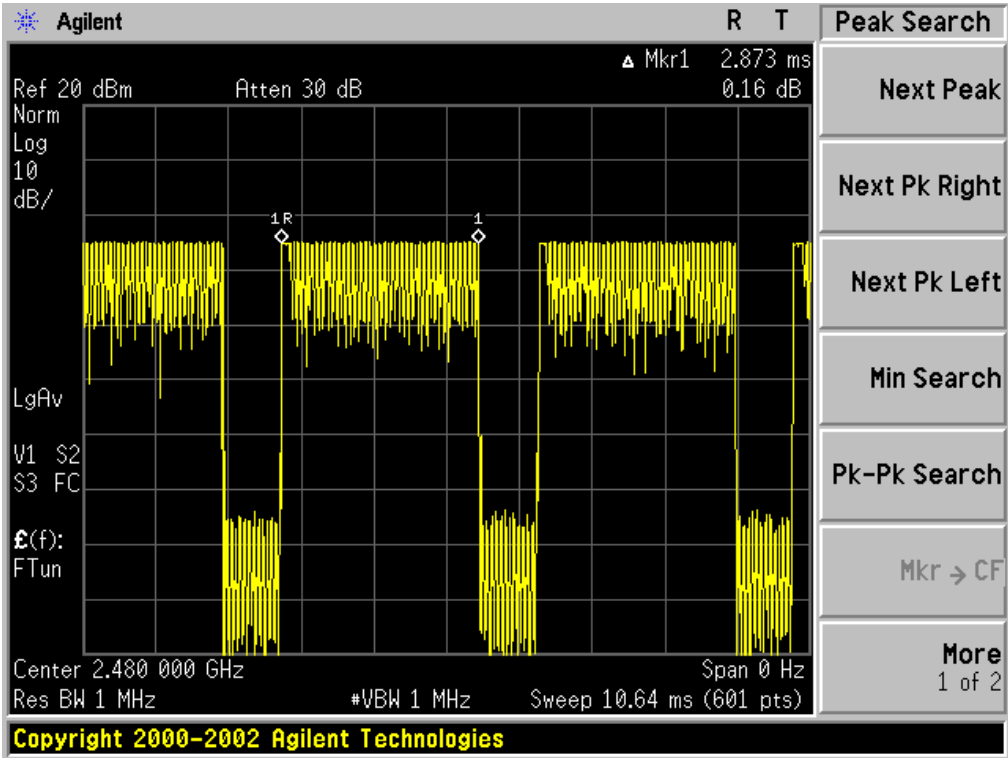 Agilent
R T
Peak Search
Δ Mkr1 2.873 ms
Ref 20 dBm Atten 30 dB 0.16 dB
Norm
Log
10
dB/
1R
1
LgAv
V1 S2
S3 FC
£(f):
FTun
Center 2.480 000 GHz Span 0 Hz
Res BW 1 MHz #VBW 1 MHz Sweep 10.64 ms (601 pts)
Next Peak
Next Pk Right
Next Pk Left
Min Search
Pk-Pk Search
Mkr → CF
More
1 of 2
Copyright 2000-2002 Agilent Technologies